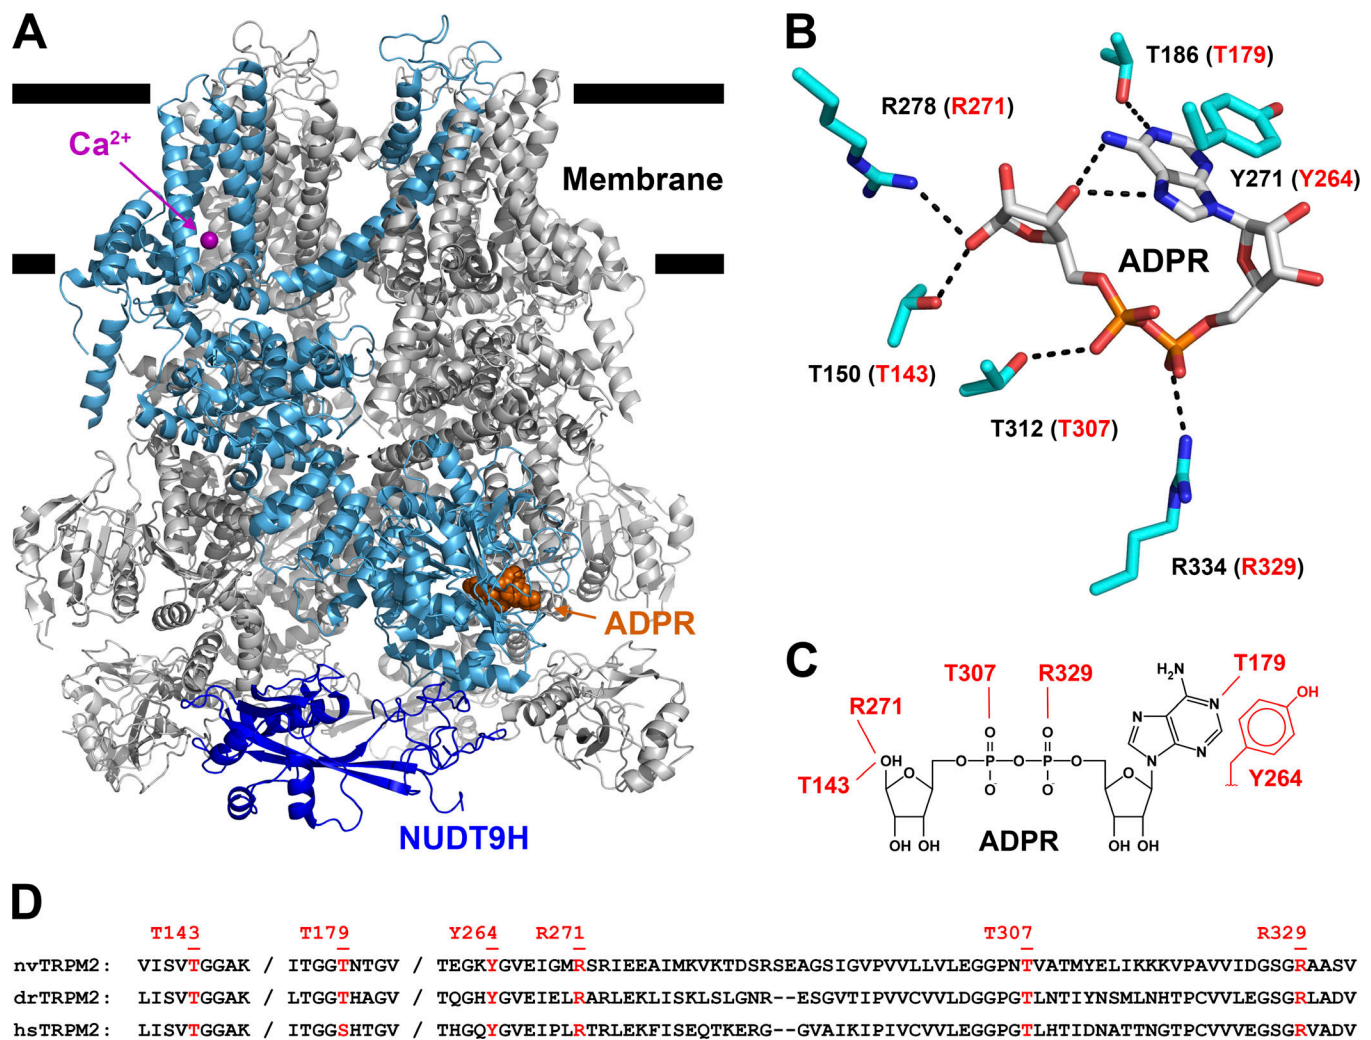 A
Ca²⁺
Membrane
ADPR
NUDT9H
B
T186 (T179)
R278 (R271)
Y271 (Y264)
ADPR
T150 (T143)
T312 (T307)
R334 (R329)
C
T307 R329 T179
H₂N
OH
R271
N N
O O
OH O O P O P O O N N
Y264
T143
O⁻ O⁻
OH OH ADPR OH OH
D
T143 T179 Y264 R271 T307 R329
nvTRPM2: VISVTGGAK / ITGGTNTGV / TEGKYGVEIGMRSRIEEAIMKVKTDSRSEAGSIGVPVVLLVLEGGPNTVATMYELIKKKVPAVVIDGSGRAASV
drTRPM2: LISVTGGAK / LTGGTHAGV / TQGHYGVEIELRARLEKLISKLSLGNR--ESGVTIPVVCVVLDGGPGTLNTIYNSMLNHTPCVVLEGSGRLADV
hsTRPM2: LISVTGGAK / ITGGSHTGV / THGQYGVEIPLRTRLEKFISEQTKERG--GVAIKIPIVCVVLEGGPGTLHTIDNATTNGTPCVVVEGSGRVADV